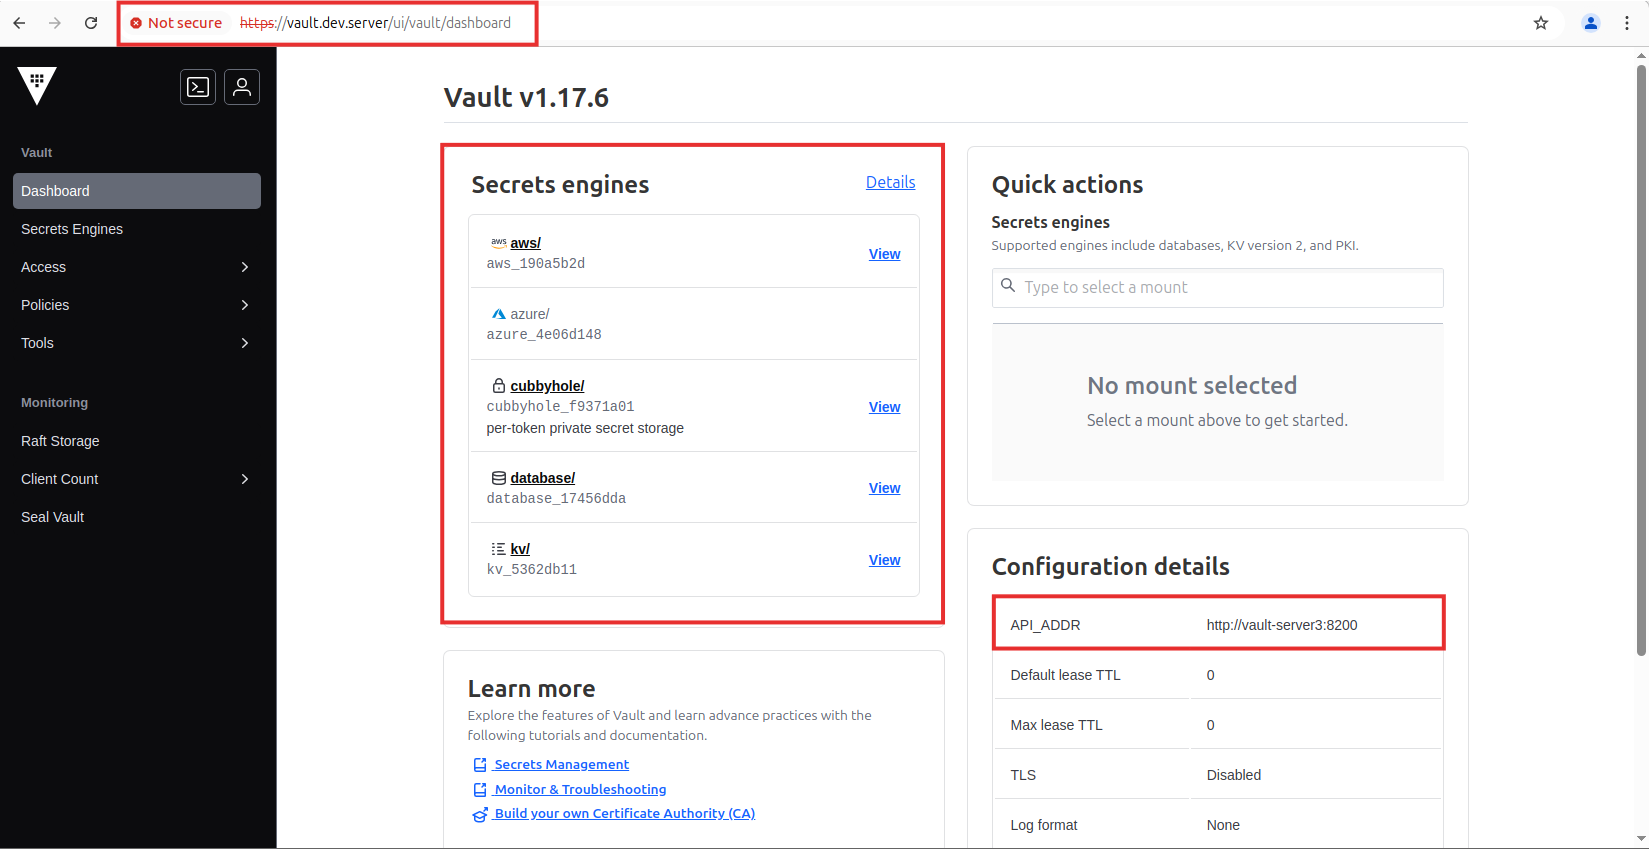 Not secure https://vault.dev.server/ui/vault/dashboard
Vault
Dashboard
Secrets Engines
Access
Policies
Tools
Monitoring
Raft Storage
Client Count
Seal Vault
Vault v1.17.6
Secrets engines Details
aws aws/
aws_190a5b2d
View
azure/
azure_4e06d148
cubbyhole/
cubbyhole_f9371a01
per-token private secret storage
View
database/
database_17456dda
View
kv/
kv_5362db11
View
Learn more
Explore the features of Vault and learn advance practices with the
following tutorials and documentation.
Secrets Management
Monitor & Troubleshooting
Build your own Certificate Authority (CA)
Quick actions
Secrets engines
Supported engines include databases, KV version 2, and PKI.
Type to select a mount
No mount selected
Select a mount above to get started.
Configuration details
API_ADDR http://vault-server3:8200
Default lease TTL 0
Max lease TTL 0
TLS Disabled
Log format None